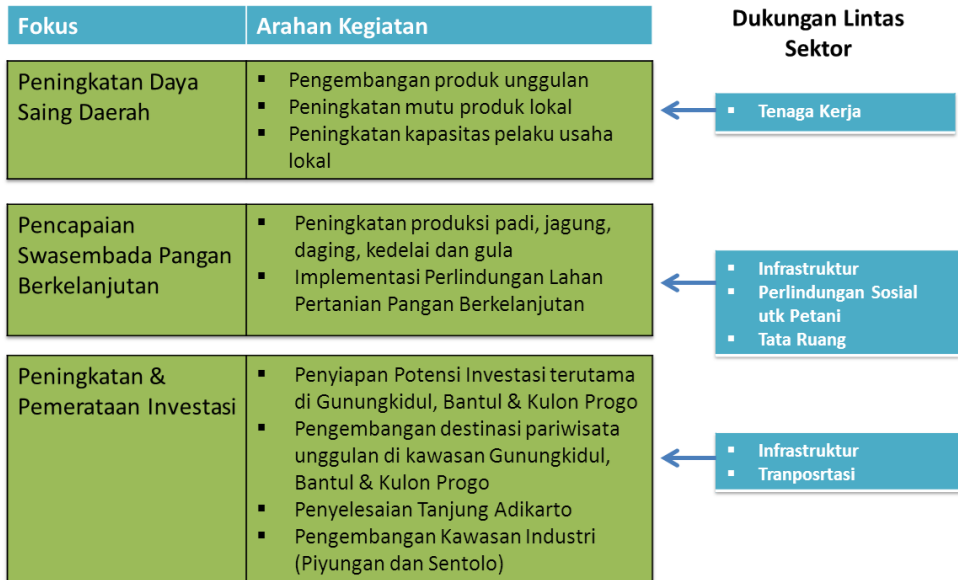 Fokus
Arahan Kegiatan
Dukungan Lintas
Sektor
Peningkatan Daya
Saing Daerah
▪ Pengembangan produk unggulan
▪ Peningkatan mutu produk lokal
▪ Peningkatan kapasitas pelaku usaha
lokal
▪ Tenaga Kerja
Pencapaian
Swasembada Pangan
Berkelanjutan
▪ Peningkatan produksi padi, jagung,
daging, kedelai dan gula
▪ Implementasi Perlindungan Lahan
Pertanian Pangan Berkelanjutan
▪ Infrastruktur
▪ Perlindungan Sosial
utk Petani
▪ Tata Ruang
Peningkatan &
Pemerataan Investasi
▪ Penyiapan Potensi Investasi terutama
di Gunungkidul, Bantul & Kulon Progo
▪ Pengembangan destinasi pariwisata
unggulan di kawasan Gunungkidul,
Bantul & Kulon Progo
▪ Penyelesaian Tanjung Adikarto
▪ Pengembangan Kawasan Industri
(Piyungan dan Sentolo)
▪ Infrastruktur
▪ Tranposrtasi